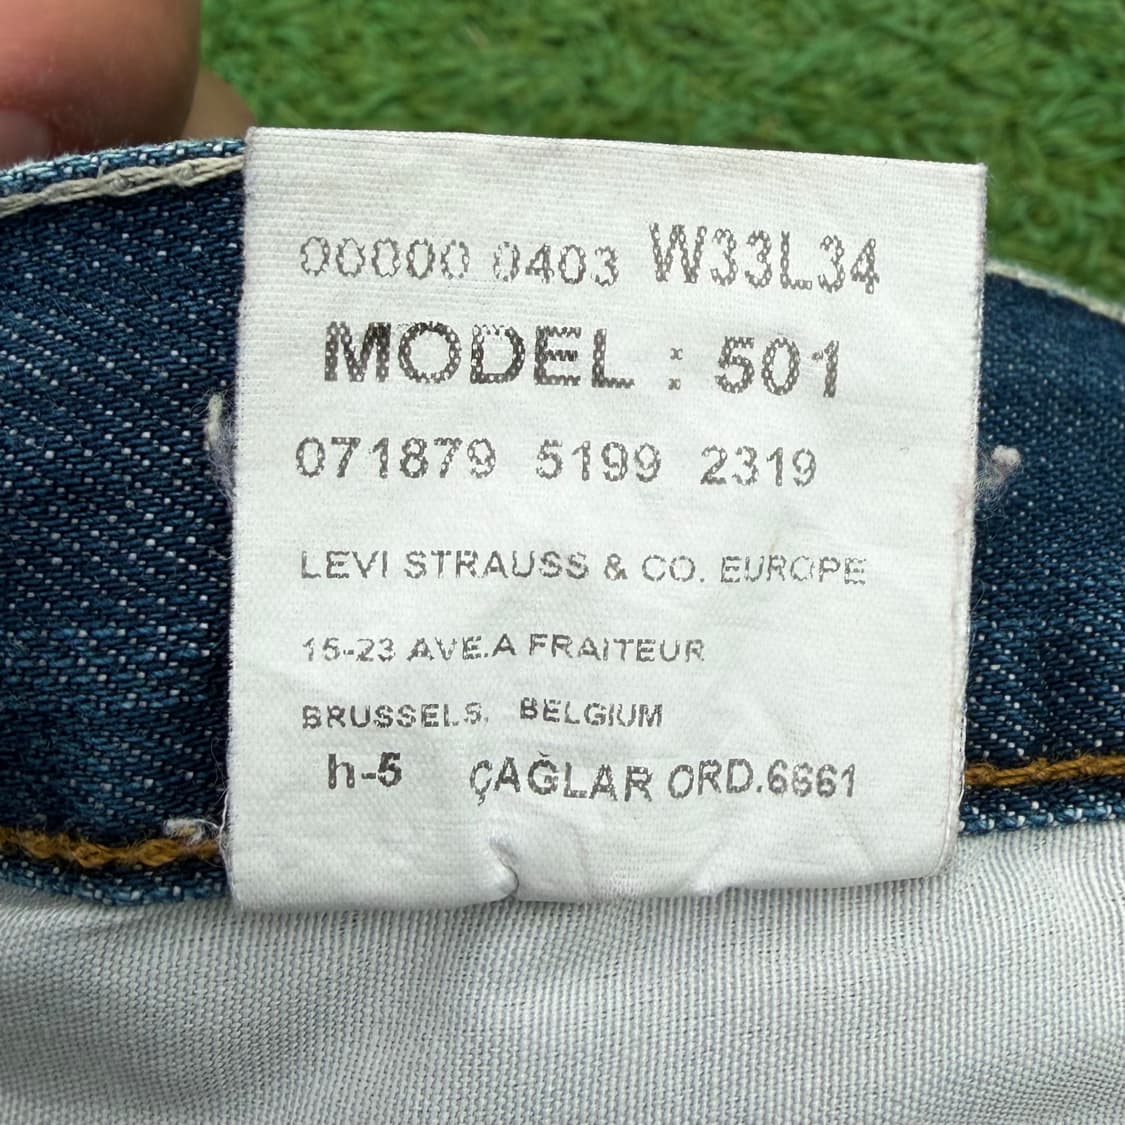 00000 0403 W33L34
MODEL : 501
071879 5199 2319
LEVI STRAUSS & CO. EUROPE
15-23 AVE.A FRAITEUR
BRUSSELS, BELGIUM
h-5 ÇAĞLAR ORD.6661